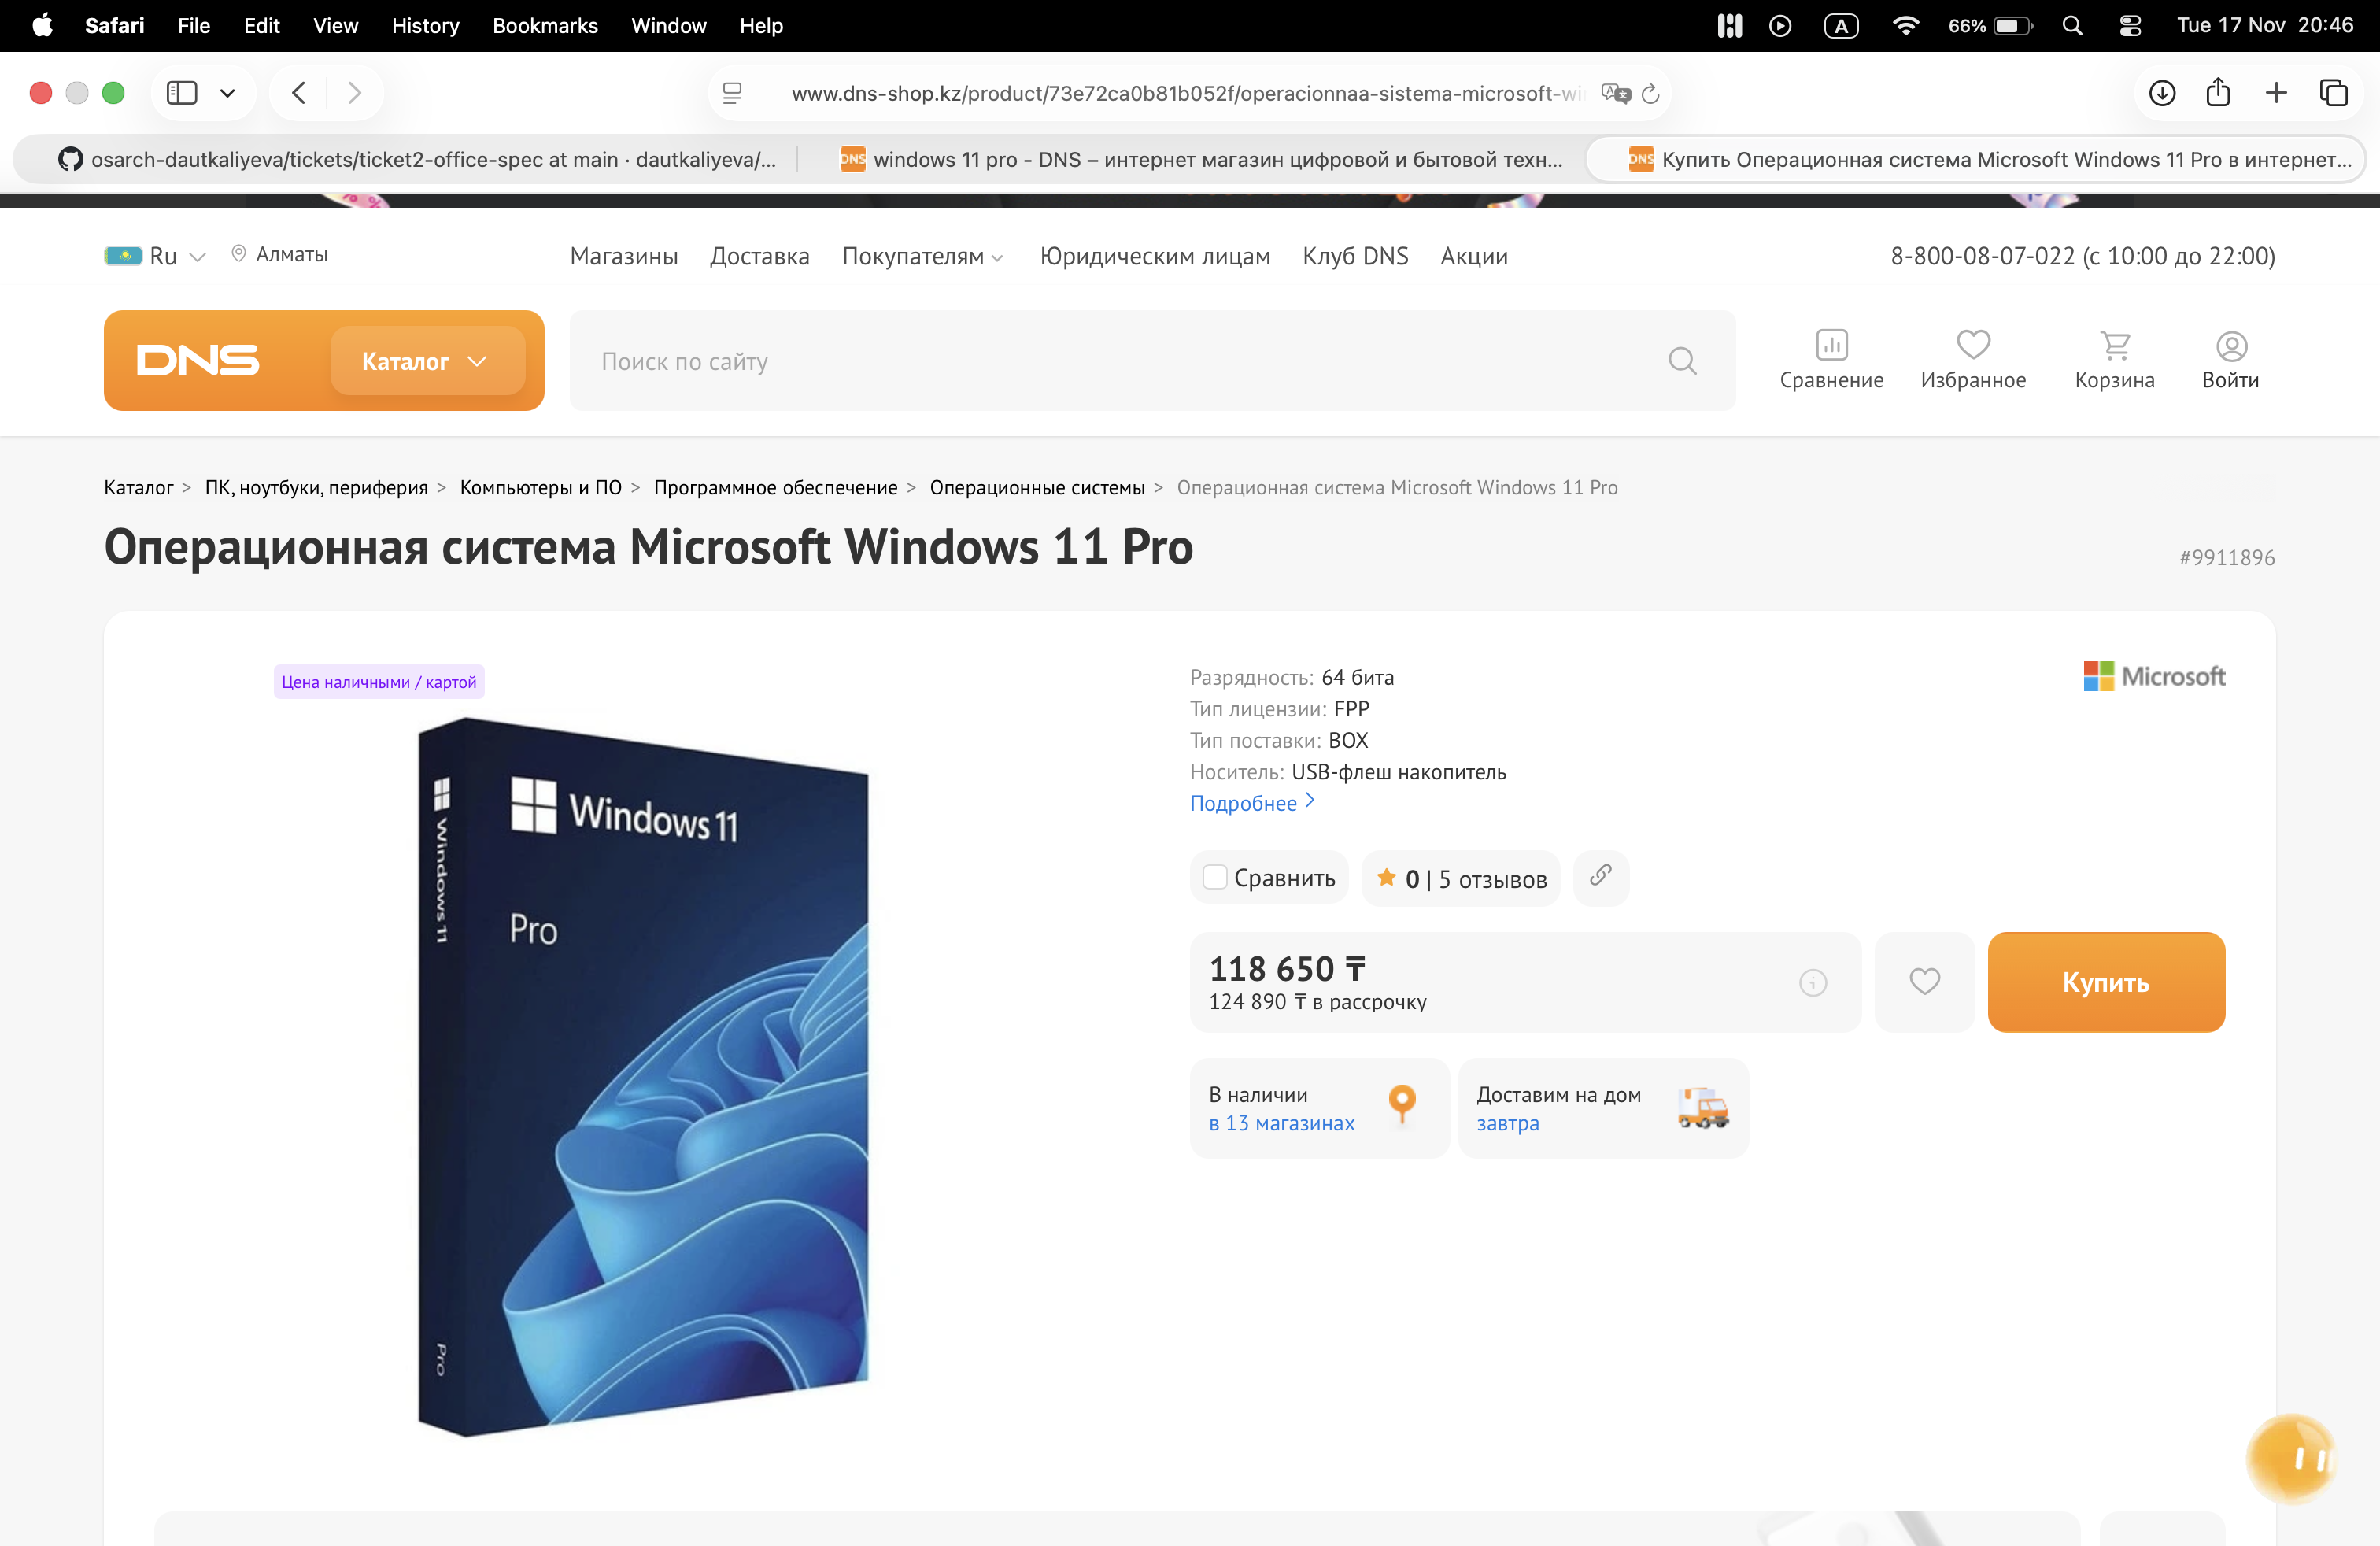 Safari File Edit View History Bookmarks Window Help A 66% Tue 17 Nov 20:46
www.dns-shop.kz/product/73e72ca0b81b052f/operacionnaa-sistema-microsoft-wi
osarch-dautkaliyeva/tickets/ticket2-office-spec at main · dautkaliyeva/...
DNS windows 11 pro - DNS – интернет магазин цифровой и бытовой техн...
DNS Купить Операционная система Microsoft Windows 11 Pro в интернет...
Ru Алматы Магазины Доставка Покупателям Юридическим лицам Клуб DNS Акции 8-800-08-07-022 (с 10:00 до 22:00)
DNS Каталог Поиск по сайту Сравнение Избранное Корзина Войти
Каталог > ПК, ноутбуки, периферия > Компьютеры и ПО > Программное обеспечение > Операционные системы > Операционная система Microsoft Windows 11 Pro
Операционная система Microsoft Windows 11 Pro
#9911896
Цена наличными / картой
Windows 11
Pro
Windows 11
Pro
Microsoft
Разрядность: 64 бита
Тип лицензии: FPP
Тип поставки: BOX
Носитель: USB-флеш накопитель
Подробнее
Сравнить 0 | 5 отзывов
118 650 ₸
124 890 ₸ в рассрочку
Купить
В наличии
в 13 магазинах
Доставим на дом
завтра